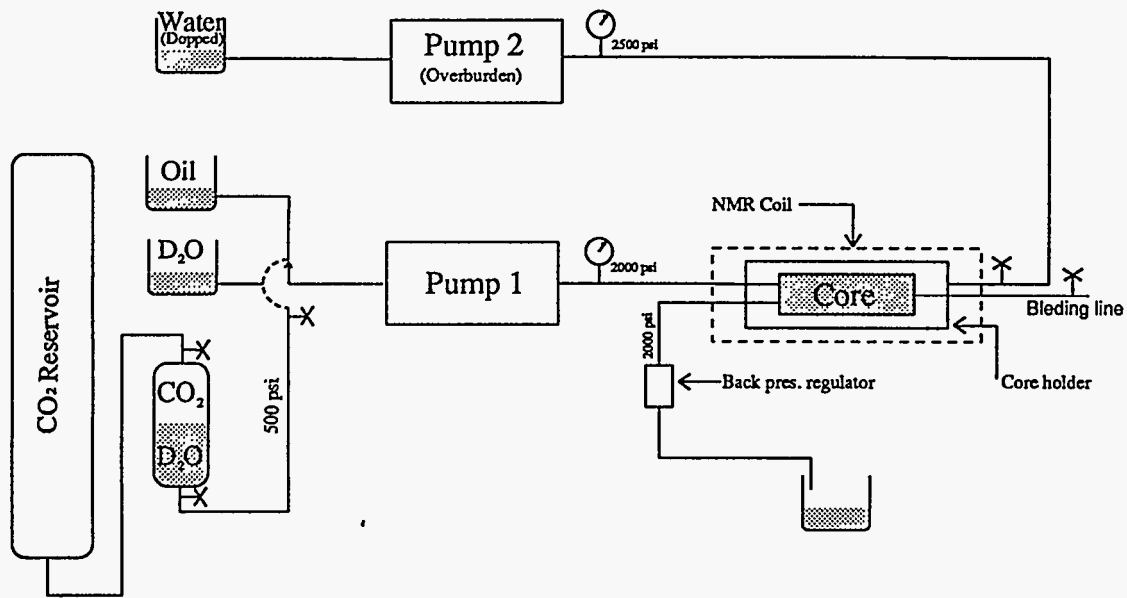 Water
(Dopped)
Pump 2
(Overburden)
2500 psi
Oil
D₂O
Pump 1
2000 psi
NMR Coil
Core
Bleding line
CO₂ Reservoir
CO₂
D₂O
500 psi
2000 psi
Back pres. regulator
Core holder